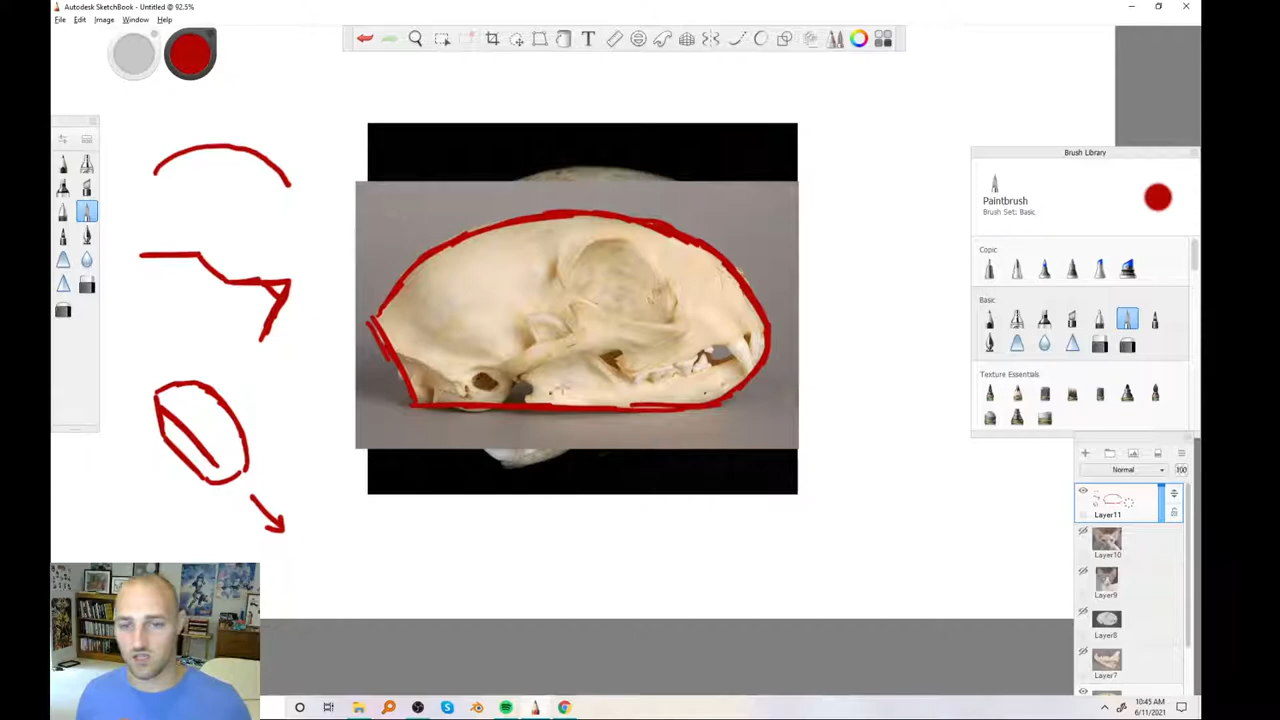 Autodesk SketchBook - Untitled @ 92.5%
File Edit Image Window Help
Brush Library
Paintbrush
Brush Set: Basic
Copic
Basic
Texture Essentials
Normal
100
Layer11
Layer10
Layer9
Layer8
Layer7
10:45 AM
6/11/2021